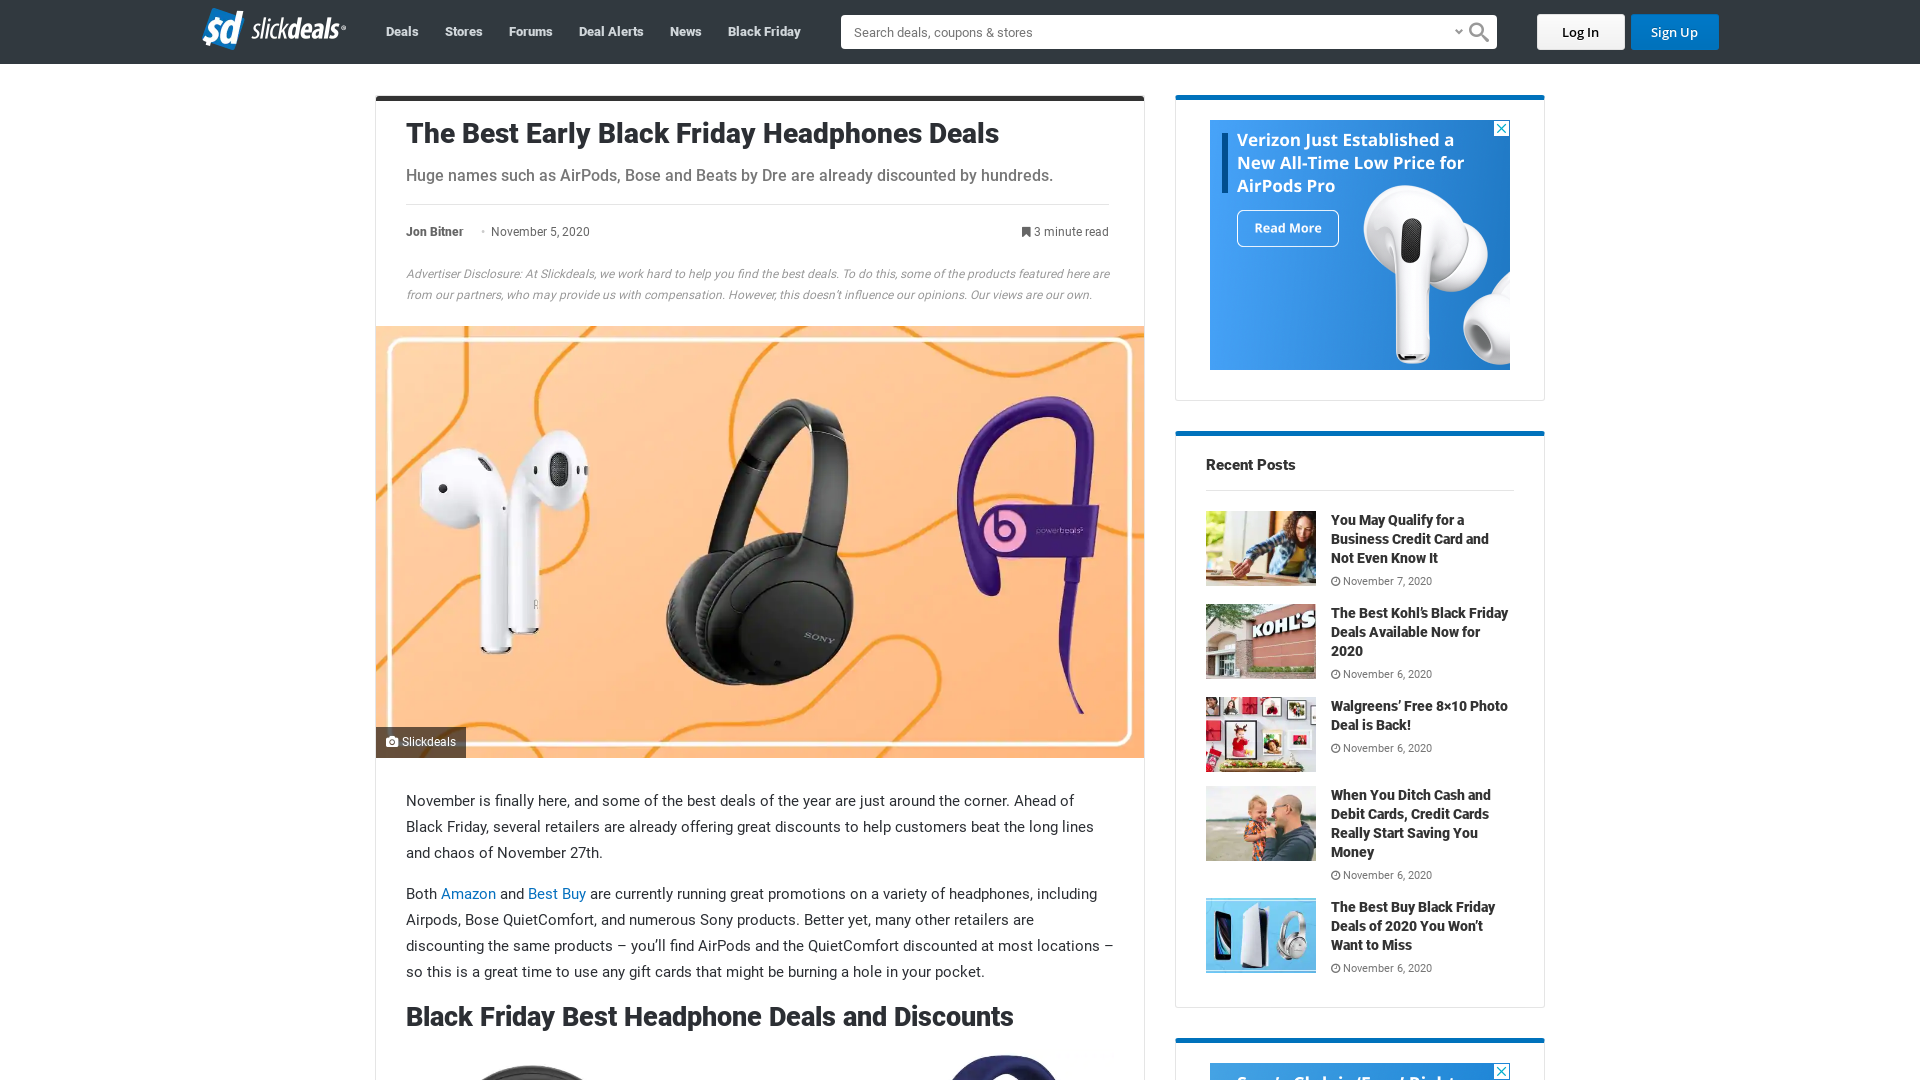 sd slickdeals
Deals
Stores
Forums
Deal Alerts
News
Black Friday
Search deals, coupons & stores
Log In
Sign Up
The Best Early Black Friday Headphones Deals
Huge names such as AirPods, Bose and Beats by Dre are already discounted by hundreds.
Jon Bitner
November 5, 2020
3 minute read
Advertiser Disclosure: At Slickdeals, we work hard to help you find the best deals. To do this, some of the products featured here are
from our partners, who may provide us with compensation. However, this doesn’t influence our opinions. Our views are our own.
SONY
b powerbeats3
Slickdeals
November is finally here, and some of the best deals of the year are just around the corner. Ahead of
Black Friday, several retailers are already offering great discounts to help customers beat the long lines
and chaos of November 27th.
Both Amazon and Best Buy are currently running great promotions on a variety of headphones, including
Airpods, Bose QuietComfort, and numerous Sony products. Better yet, many other retailers are
discounting the same products – you’ll find AirPods and the QuietComfort discounted at most locations –
so this is a great time to use any gift cards that might be burning a hole in your pocket.
Black Friday Best Headphone Deals and Discounts
Verizon Just Established a
New All-Time Low Price for
AirPods Pro
Read More
Recent Posts
You May Qualify for a
Business Credit Card and
Not Even Know It
November 7, 2020
KOHL'S
The Best Kohl’s Black Friday
Deals Available Now for
2020
November 6, 2020
Walgreens’ Free 8×10 Photo
Deal is Back!
November 6, 2020
When You Ditch Cash and
Debit Cards, Credit Cards
Really Start Saving You
Money
November 6, 2020
The Best Buy Black Friday
Deals of 2020 You Won’t
Want to Miss
November 6, 2020